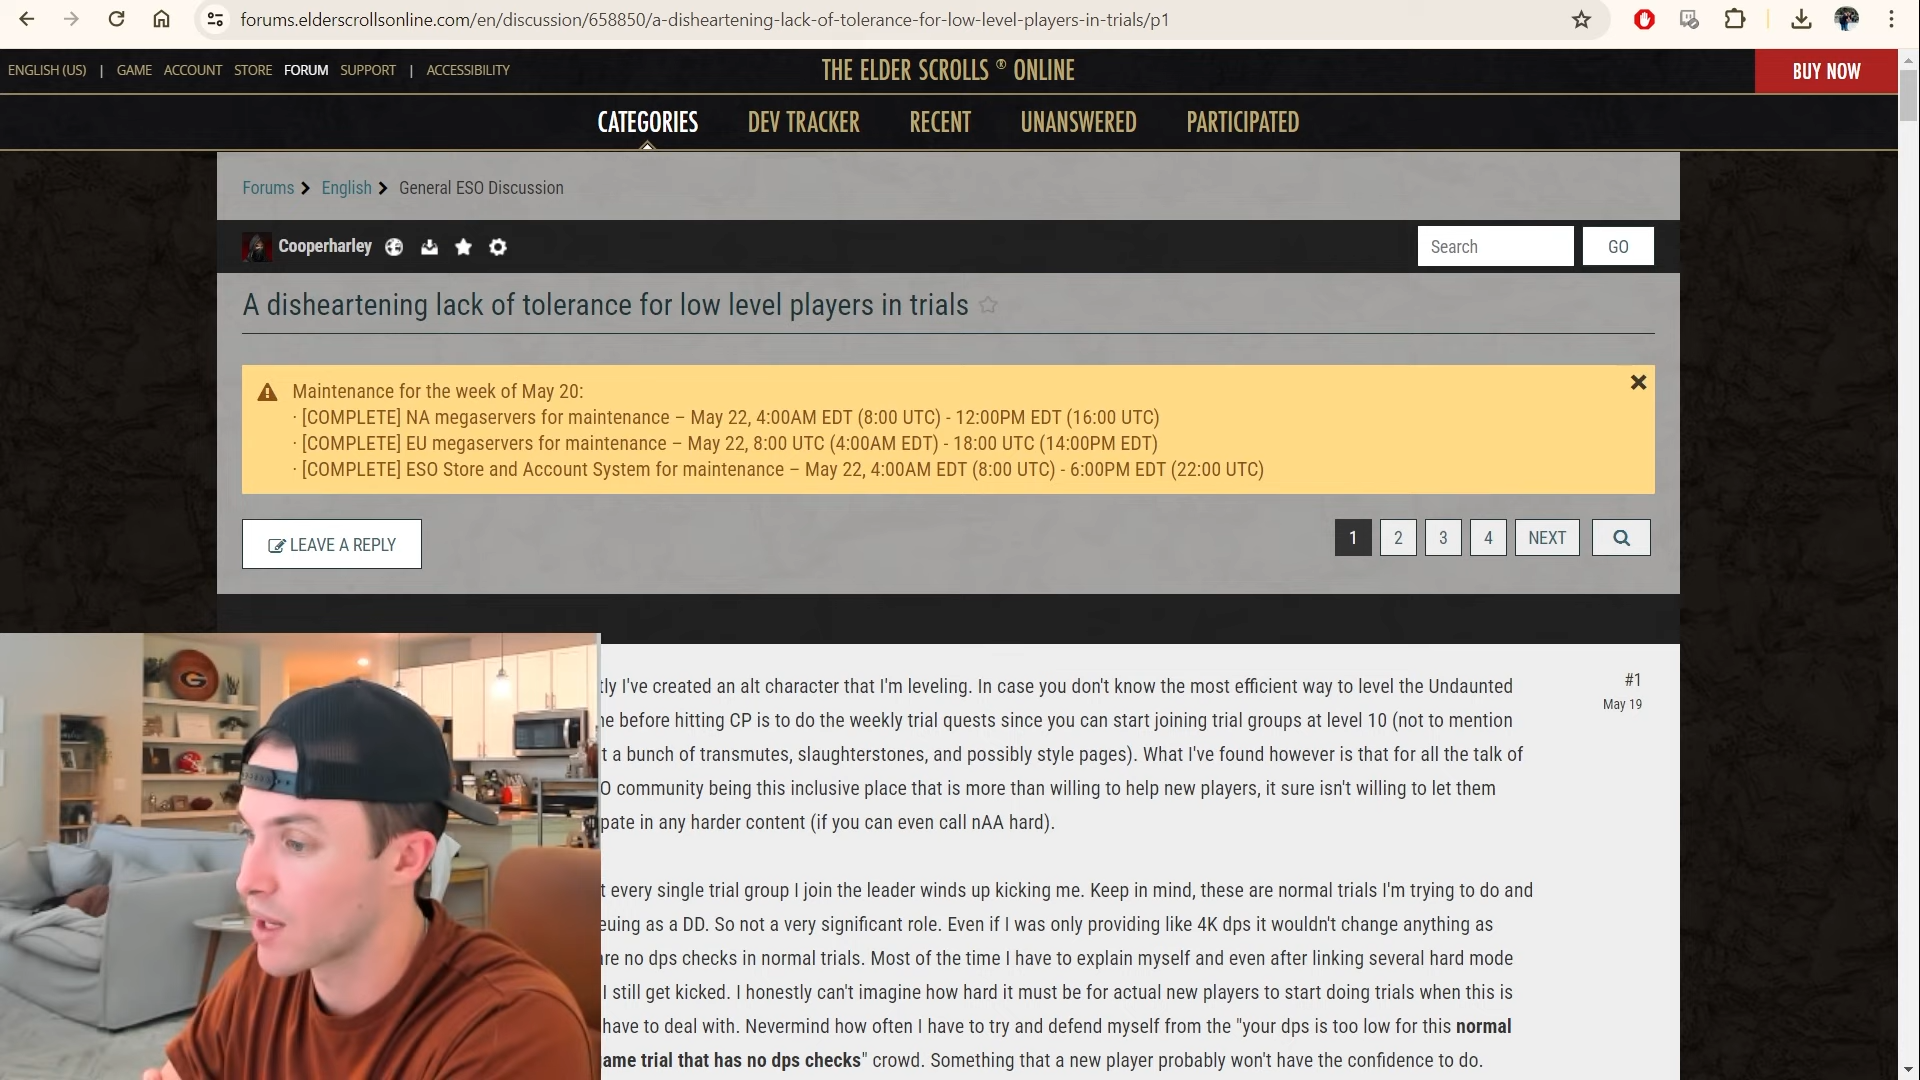 forums.elderscrollsonline.com/en/discussion/658850/a-disheartening-lack-of-tolerance-for-low-level-players-in-trials/p1
ENGLISH (US) | GAME ACCOUNT STORE FORUM SUPPORT | ACCESSIBILITY
THE ELDER SCROLLS ® ONLINE
BUY NOW
CATEGORIES DEV TRACKER RECENT UNANSWERED PARTICIPATED
Forums English General ESO Discussion
Cooperharley
Search GO
A disheartening lack of tolerance for low level players in trials
Maintenance for the week of May 20:
· [COMPLETE] NA megaservers for maintenance – May 22, 4:00AM EDT (8:00 UTC) - 12:00PM EDT (16:00 UTC)
· [COMPLETE] EU megaservers for maintenance – May 22, 8:00 UTC (4:00AM EDT) - 18:00 UTC (14:00PM EDT)
· [COMPLETE] ESO Store and Account System for maintenance – May 22, 4:00AM EDT (8:00 UTC) - 6:00PM EDT (22:00 UTC)
LEAVE A REPLY
1 2 3 4 NEXT
#1
May 19
tly I've created an alt character that I'm leveling. In case you don't know the most efficient way to level the Undaunted
e before hitting CP is to do the weekly trial quests since you can start joining trial groups at level 10 (not to mention
t a bunch of transmutes, slaughterstones, and possibly style pages). What I've found however is that for all the talk of
O community being this inclusive place that is more than willing to help new players, it sure isn't willing to let them
pate in any harder content (if you can even call nAA hard).
t every single trial group I join the leader winds up kicking me. Keep in mind, these are normal trials I'm trying to do and
euing as a DD. So not a very significant role. Even if I was only providing like 4K dps it wouldn't change anything as
re no dps checks in normal trials. Most of the time I have to explain myself and even after linking several hard mode
I still get kicked. I honestly can't imagine how hard it must be for actual new players to start doing trials when this is
have to deal with. Nevermind how often I have to try and defend myself from the "your dps is too low for this normal
ame trial that has no dps checks" crowd. Something that a new player probably won't have the confidence to do.
G